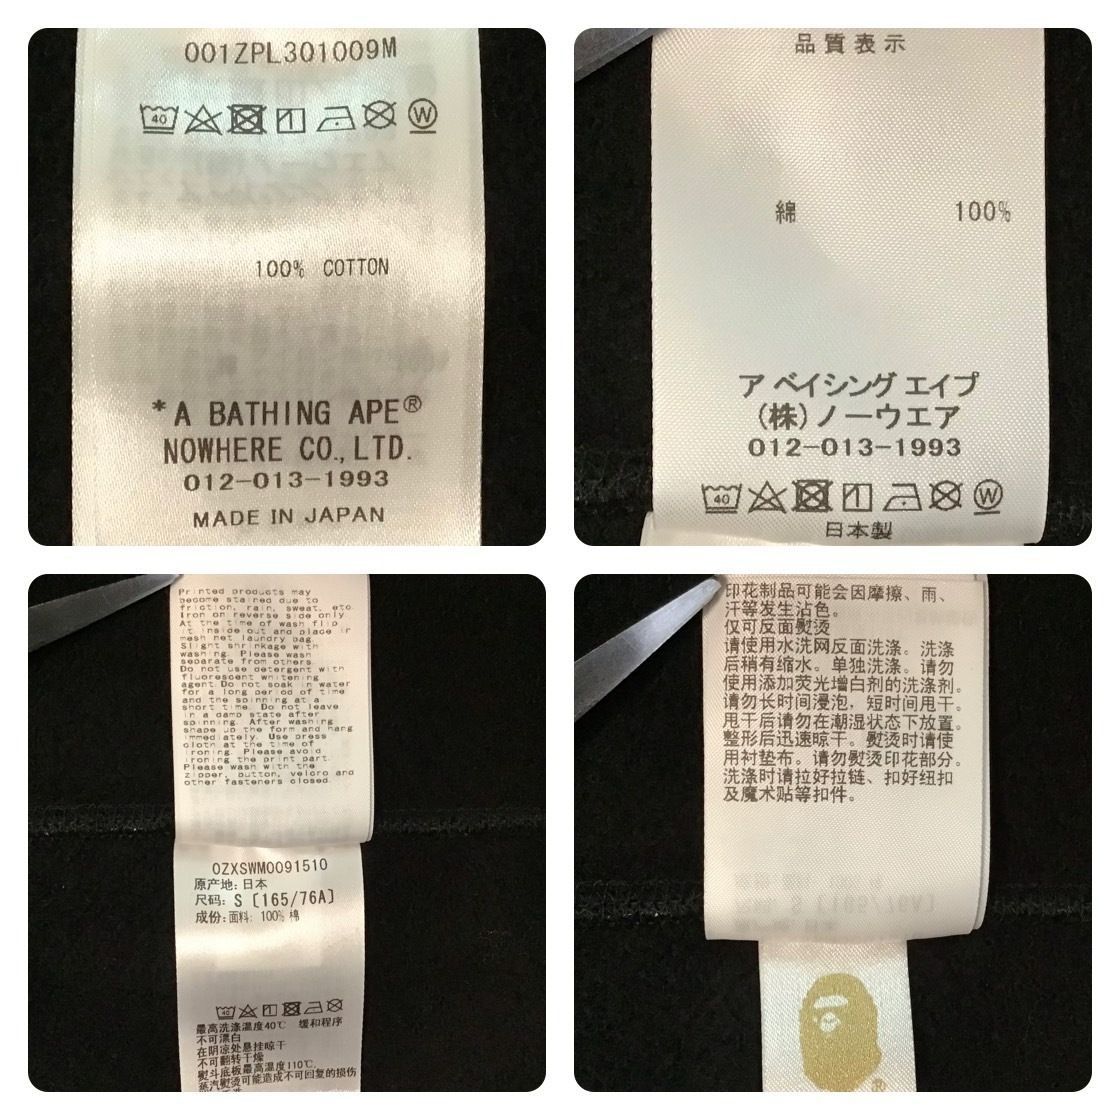 001ZPL301009M
40
W
100% COTTON
*A BATHING APE®
NOWHERE CO., LTD.
012-013-1993
MADE IN JAPAN
品質表示
綿 100%
ア ベイシング エイプ
(株)ノーウエア
012-013-1993
40
W
日本製
Printed products may
become stained due to
friction, rain, sweat, etc.
Iron on reverse side only.
At the time of wash flip
it inside out and place in
mesh net laundry bag.
Slight shrinkage with
washing. Please wash
separate from others.
Do not use detergent with
fluorescent whitening
agent.Do not soak in water
for a long period of time
and the spinning at a
short time. Do not leave
in a damp state after
spinning. After washing
shape up the form and hang
immediately. Use press
cloth at the time of
ironing. Please avoid
ironing the print part.
Please wash with the
zipper, button, velcro and
other fasteners closed.
0ZXSWM0091510
原产地: 日本
尺码: S [165/76A]
成份: 面料: 100% 棉
40
最高洗涤温度40℃ 缓和程序
不可漂白
在阴凉处悬挂晾干
不可翻转干燥
熨斗底板最高温度110℃,
蒸汽熨烫可能造成不可回复的损伤
印花制品可能会因摩擦、雨、
汗等发生沾色。
仅可反面熨烫
请使用水洗网反面洗涤。洗涤
后稍有缩水。单独洗涤。请勿
使用添加荧光增白剂的洗涤剂。
请勿长时间浸泡，短时间甩干。
甩干后请勿在潮湿状态下放置。
整形后迅速晾干。熨烫时请使
用衬垫布。请勿熨烫印花部分。
洗涤时请拉好拉链、扣好纽扣
及魔术贴等扣件。
®